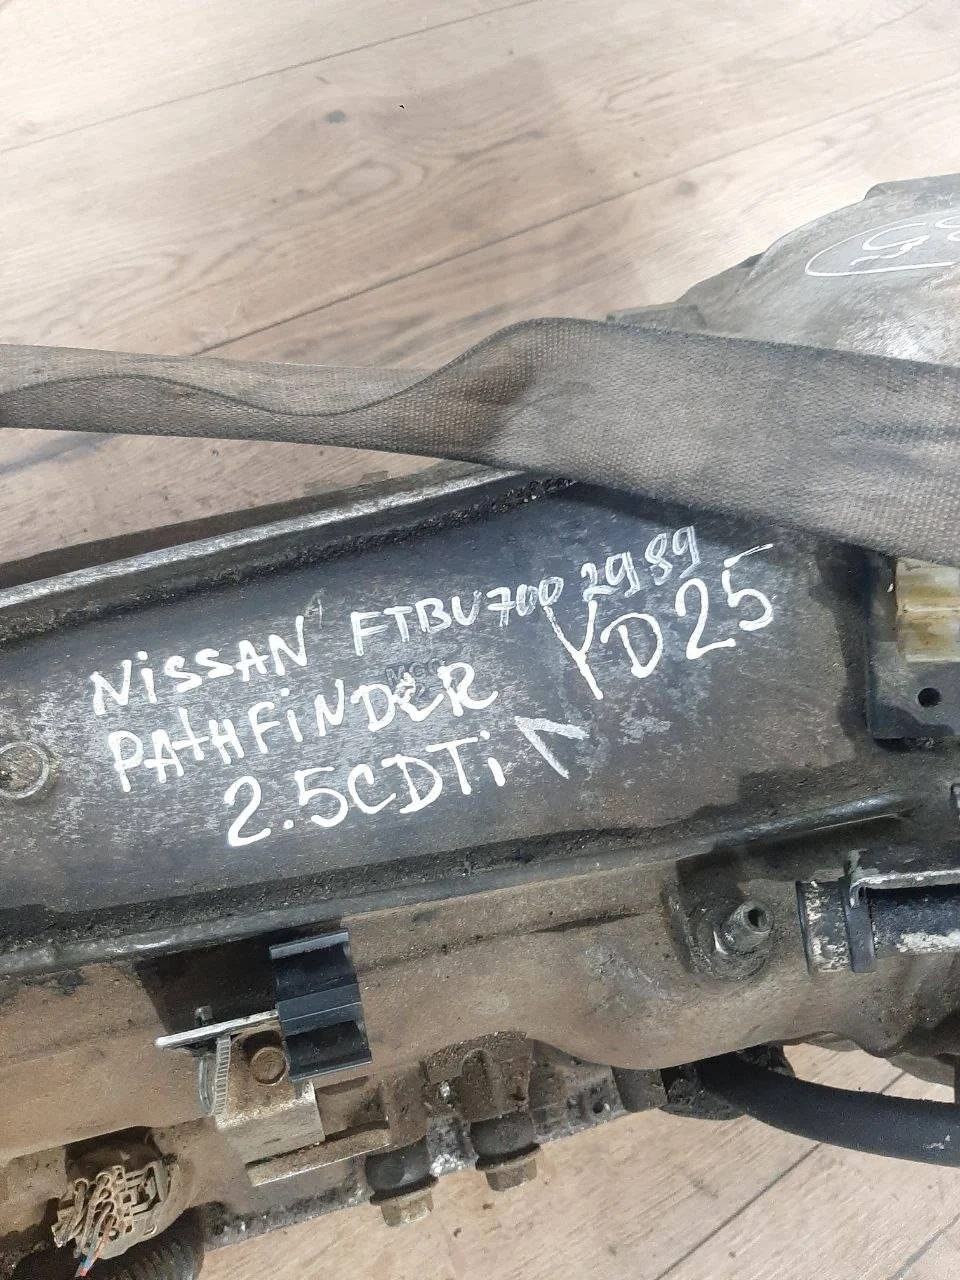 NiSSAN FTBU700 2989
PATHFiNDER YD25
2.5CDTi